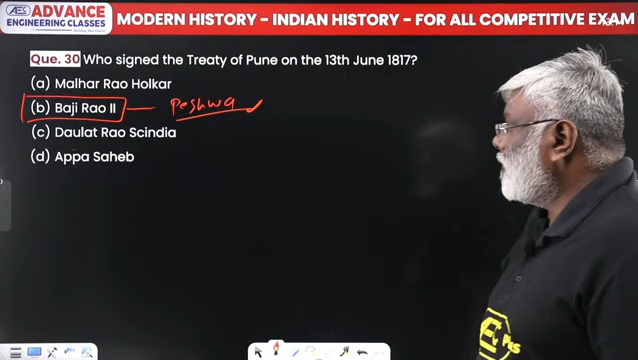 ADVANCE
ENGINEERING CLASSES
MODERN HISTORY - INDIAN HISTORY - FOR ALL COMPETITIVE EXAM
Que. 30 Who signed the Treaty of Pune on the 13th June 1817?
(a) Malhar Rao Holkar
(b) Baji Rao II — Peshwa
(c) Daulat Rao Scindia
(d) Appa Saheb